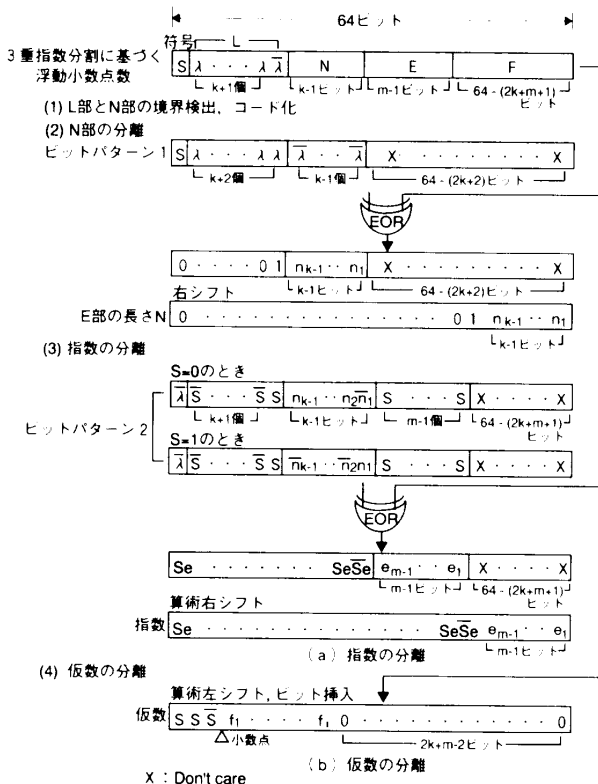 64ビット
符号 L
3重指数分割に基づく
浮動小数点数
S λ · · · λ λ̅ N E F
k+1個 k-1ビット m-1ビット 64-(2k+m+1)ビット
(1) L部とN部の境界検出, コード化
(2) N部の分離
ビットパターン1 S λ · · · λ λ λ̅ · · λ̅ X · · · · · · · · · X
k+2個 k-1個 64-(2k+2)ビット
EOR
0 · · · · 0 1 nk-1 · · n1 X · · · · · · · · · X
k-1ビット 64-(2k+2)ビット
右シフト
E部の長さN 0 · · · · · · · · · · · · 0 1 nk-1 · · n1
k-1ビット
(3) 指数の分離
S=0のとき
λ̅ S̅ · · · S̅ S nk-1 · · n2n̅1 S · · · S X · · · · X
k+1個 k-1ビット m-1個 64-(2k+m+1)ビット
ビットパターン2
S=1のとき
λ̅ S̅ · · · S̅ S n̅k-1 · · n̅2n1 S · · · S X · · · · X
EOR
Se · · · · · · · SeS̅e em-1 · · e1 X · · · · X
m-1ビット 64-(2k+m+1)ビット
算術右シフト
指数 Se · · · · · · · · · · · · SeS̅e em-1 · · e1
m-1ビット
(a) 指数の分離
(4) 仮数の分離
算術左シフト, ビット挿入
仮数 S S S̅ f1 · · · · f1 0 · · · · · · · · · · 0
△小数点 2k+m-2ビット
(b) 仮数の分離
X : Don't care